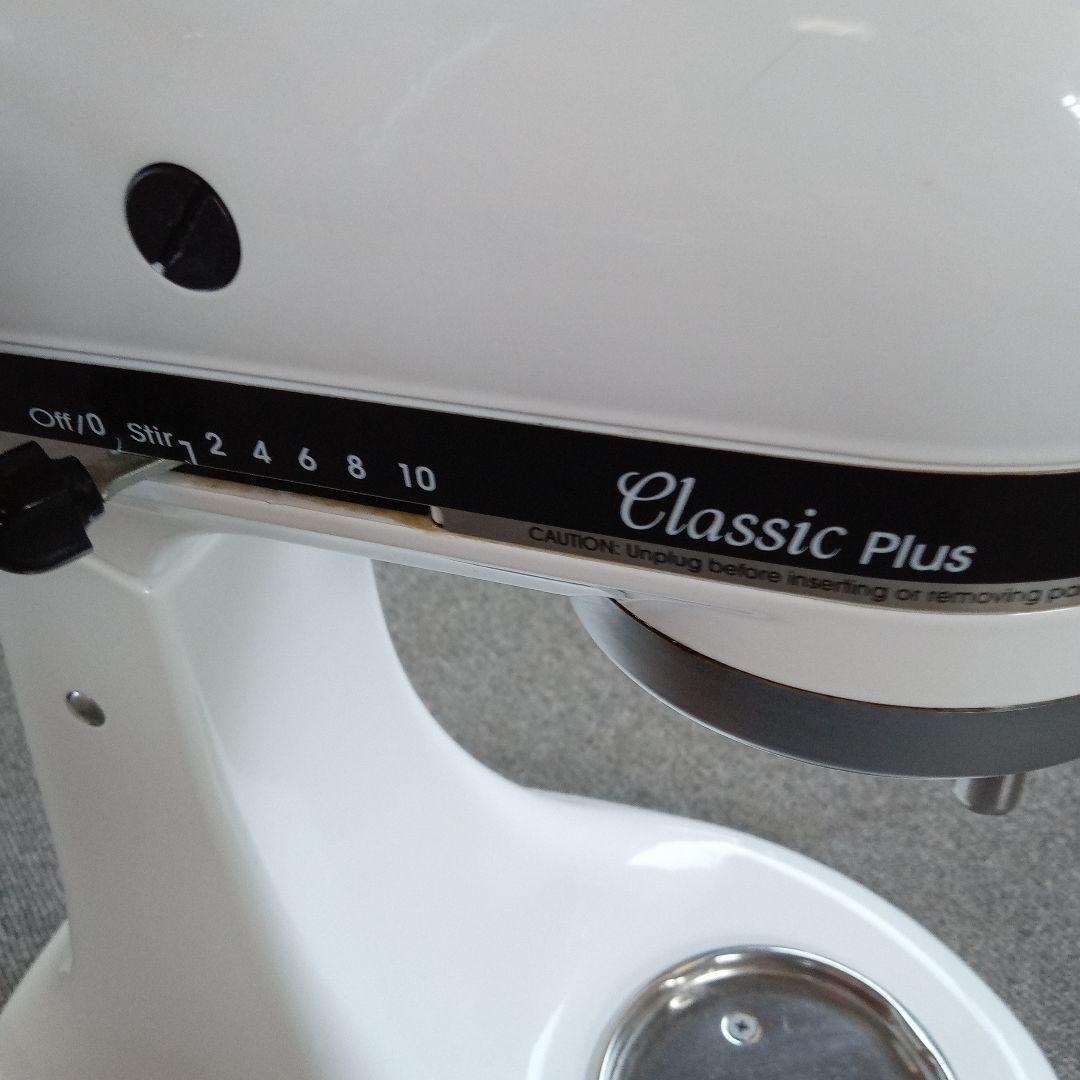 Off/0 Stir 2 4 6 8 10
Classic Plus
CAUTION: Unplug before inserting or removing